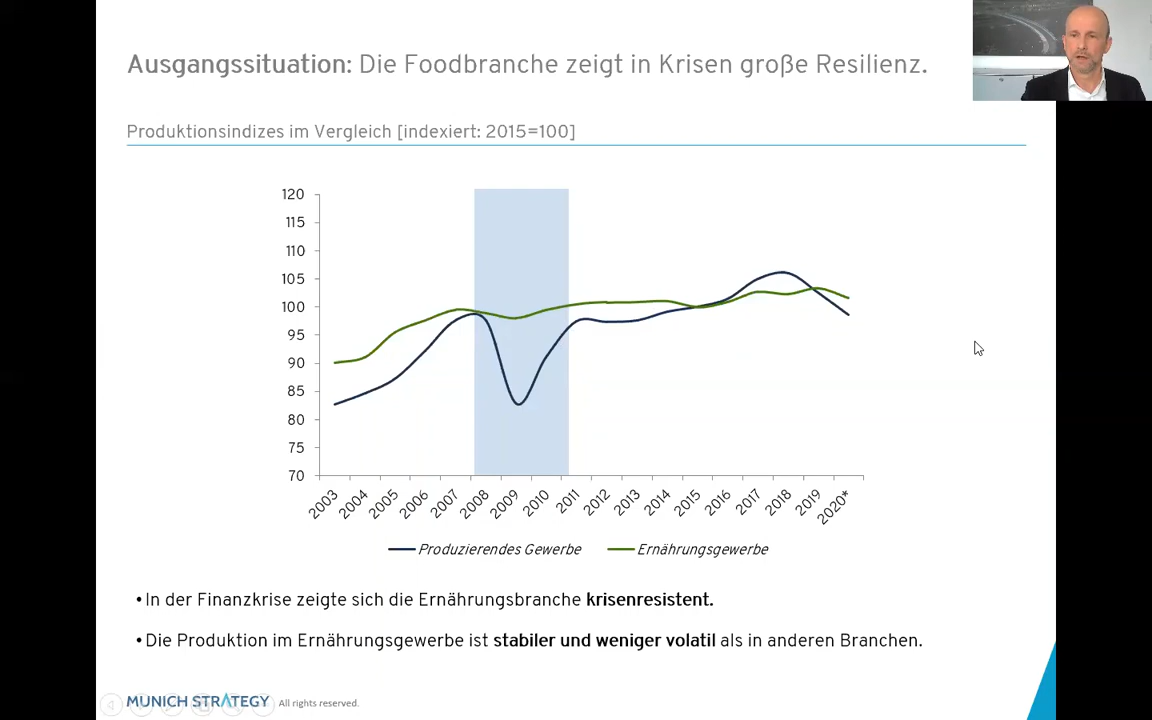 Ausgangssituation: Die Foodbranche zeigt in Krisen große Resilienz.
Produktionsindizes im Vergleich [indexiert: 2015=100]
120
115
110
105
100
95
90
85
80
75
70
2003 2004 2005 2006 2007 2008 2009 2010 2011 2012 2013 2014 2015 2016 2017 2018 2019 2020*
Produzierendes Gewerbe Ernährungsgewerbe
• In der Finanzkrise zeigte sich die Ernährungsbranche krisenresistent.
• Die Produktion im Ernährungsgewerbe ist stabiler und weniger volatil als in anderen Branchen.
MUNICH STRATEGY All rights reserved.